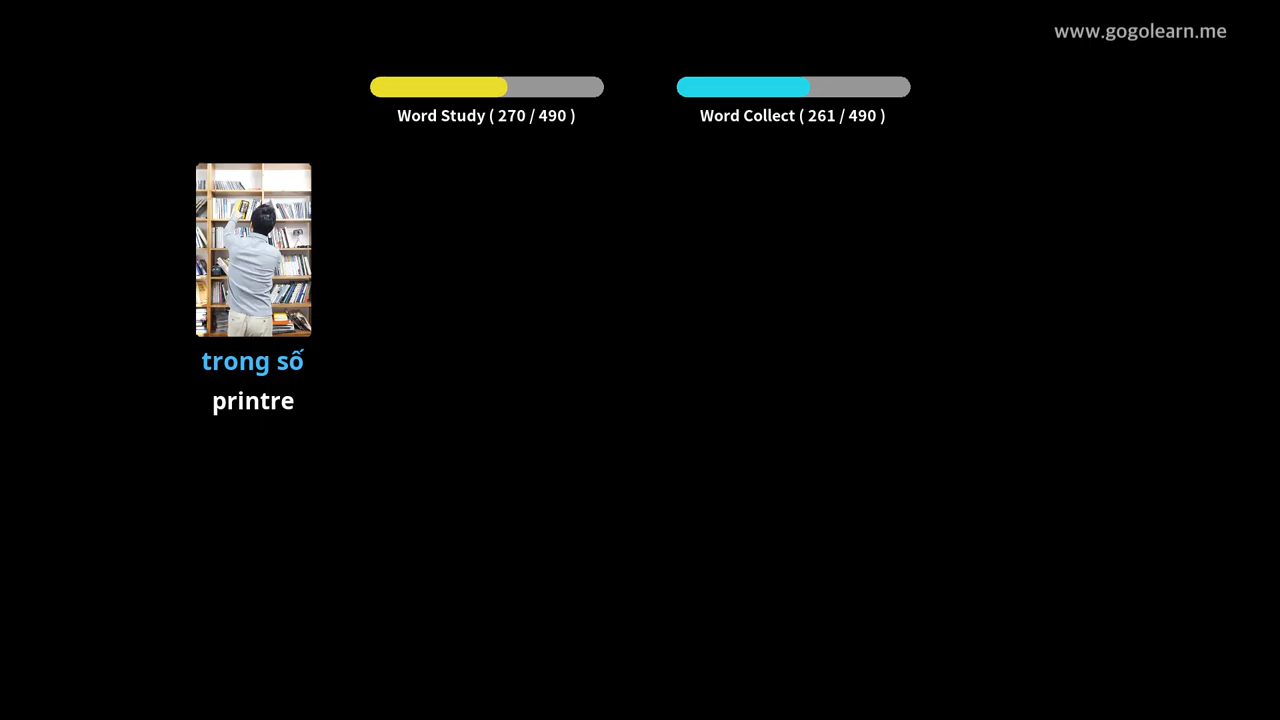 www.gogolearn.me
Word Study ( 270 / 490 )
Word Collect ( 261 / 490 )
trong số
printre